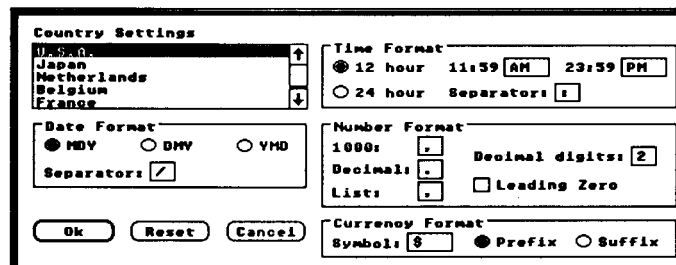 Country Settings
U.S.A.
Japan
Netherlands
Belgium
France
Time Format
12 hour 11:59 AM 23:59 PM
24 hour Separator: :
Date Format
MDY DMY YMD
Separator: /
Number Format
1000: ,
Decimal: .
List: ,
Decimal digits: 2
Leading Zero
Ok Reset Cancel
Currency Format
Symbol: $ Prefix Suffix